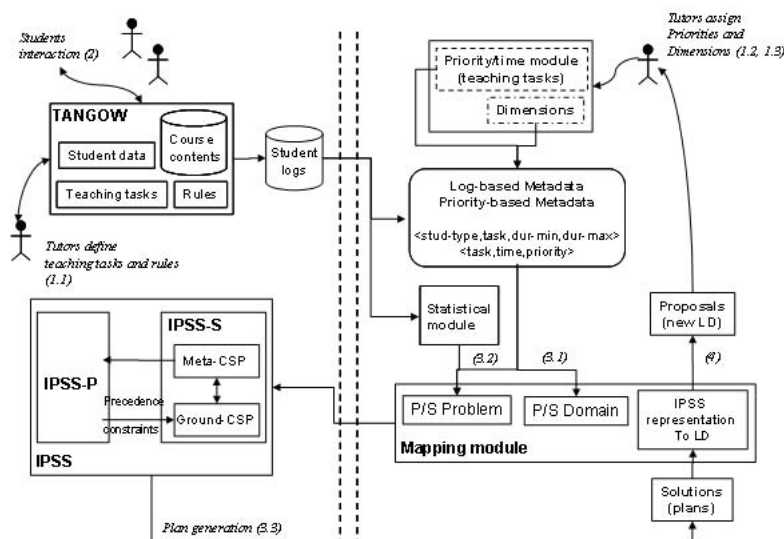 Students
interaction (2)
TANGOW
Student data
Course
contents
Teaching tasks
Rules
Student
logs
Tutors define
teaching tasks and rules
(1.1)
Tutors assign
Priorities and
Dimensions (1.2, 1.3)
Priority/time module
(teaching tasks)
Dimensions
Log-based Metadata
Priority-based Metadata
<stud-type,task,dur-min,dur-max>
<task,time,priority>
Statistical
module
(3.2)
(3.1)
Proposals
(new LD)
(4)
IPSS-S
IPSS-P
Meta-CSP
Precedence
constraints
Ground-CSP
IPSS
P/S Problem
P/S Domain
IPSS
representation
To LD
Mapping module
Solutions
(plans)
Plan generation (3.3)